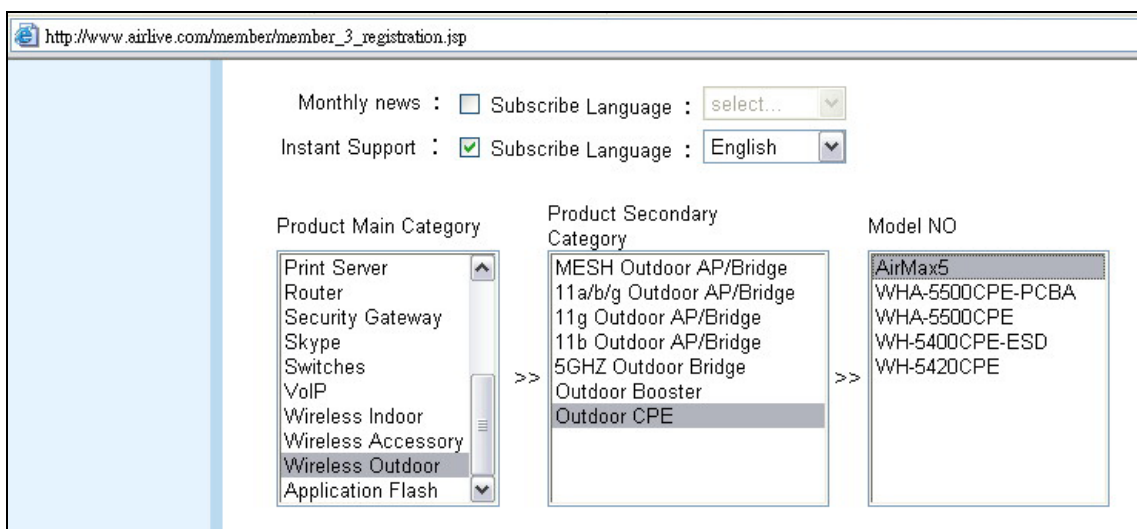 http://www.airlive.com/member/member_3_registration.jsp
Monthly news : Subscribe Language : select...
Instant Support : Subscribe Language : English
Product Main Category
Print Server
Router
Security Gateway
Skype
Switches
VoIP
Wireless Indoor
Wireless Accessory
Wireless Outdoor
Application Flash
>>
Product Secondary
Category
MESH Outdoor AP/Bridge
11a/b/g Outdoor AP/Bridge
11g Outdoor AP/Bridge
11b Outdoor AP/Bridge
5GHZ Outdoor Bridge
Outdoor Booster
Outdoor CPE
>>
Model NO
AirMax5
WHA-5500CPE-PCBA
WHA-5500CPE
WH-5400CPE-ESD
WH-5420CPE